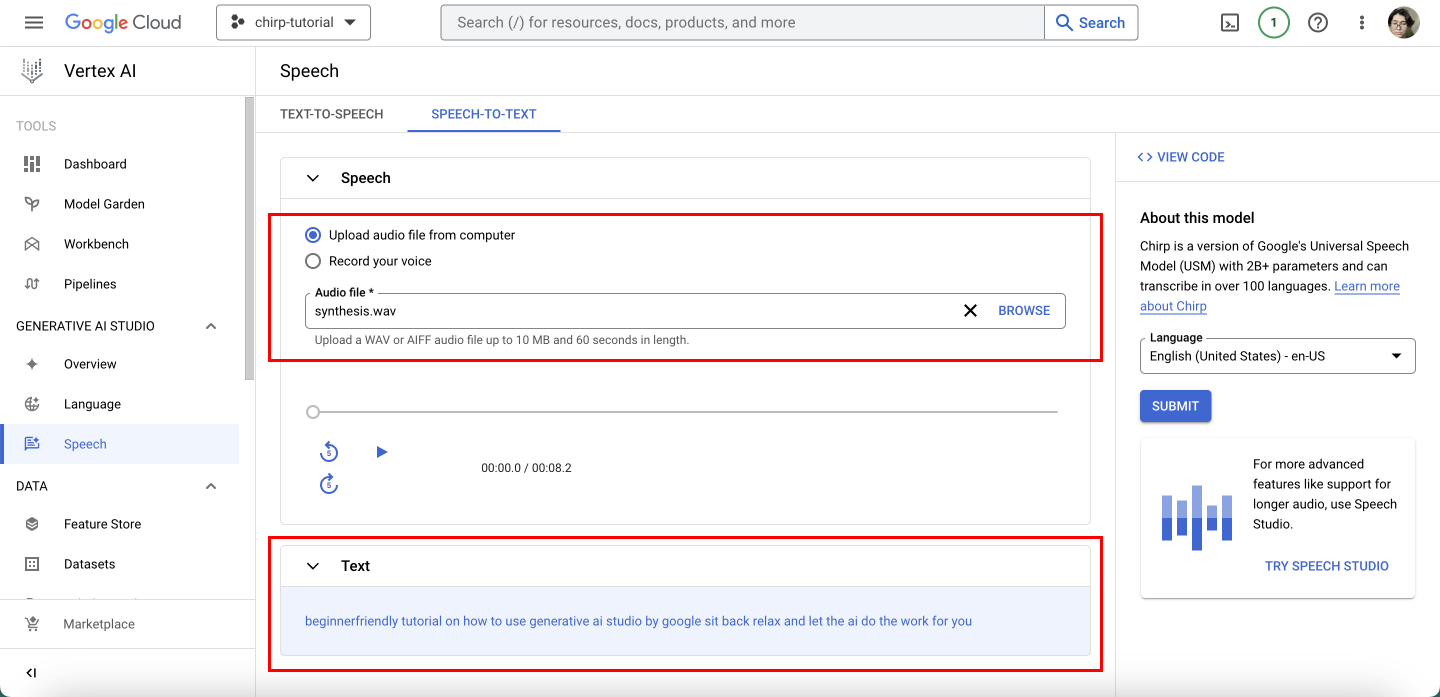 Google Cloud
chirp-tutorial
Search (/) for resources, docs, products, and more
Search
1
Vertex AI
Speech
TOOLS
Dashboard
Model Garden
Workbench
Pipelines
GENERATIVE AI STUDIO
Overview
Language
Speech
DATA
Feature Store
Datasets
Marketplace
TEXT-TO-SPEECH
SPEECH-TO-TEXT
Speech
Upload audio file from computer
Record your voice
Audio file *
synthesis.wav
BROWSE
Upload a WAV or AIFF audio file up to 10 MB and 60 seconds in length.
5
5
00:00.0 / 00:08.2
Text
beginnerfriendly tutorial on how to use generative ai studio by google sit back relax and let the ai do the work for you
<> VIEW CODE
About this model
Chirp is a version of Google's Universal Speech
Model (USM) with 2B+ parameters and can
transcribe in over 100 languages. Learn more
about Chirp
Language
English (United States) - en-US
SUBMIT
For more advanced
features like support for
longer audio, use Speech
Studio.
TRY SPEECH STUDIO